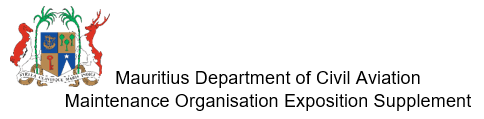 Mauritius Department of Civil Aviation
Maintenance Organisation Exposition Supplement